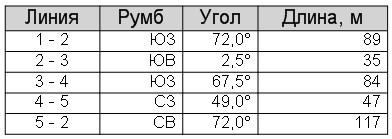 Линия Румб Угол Длина, м
1 - 2 ЮЗ 72,0° 89
2 - 3 ЮВ 2,5° 35
3 - 4 ЮЗ 67,5° 84
4 - 5 СЗ 49,0° 47
5 - 2 СВ 72,0° 117